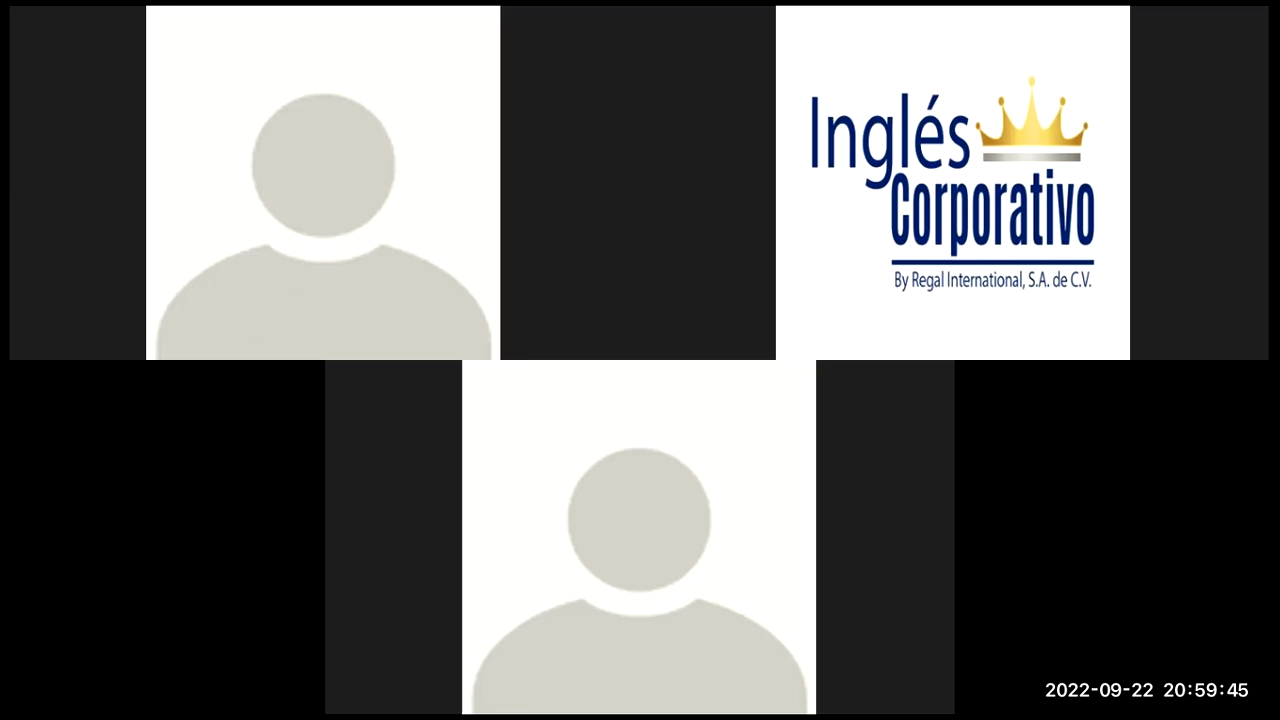 Inglés
Corporativo
By Regal International, S.A. de C.V.
2022-09-22 20:59:45